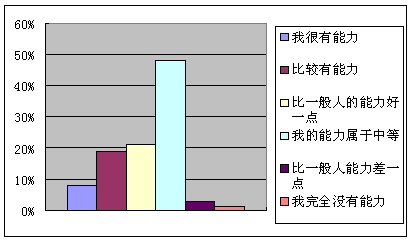 60%
50%
40%
30%
20%
10%
0%
我很有能力
比较有能力
比一般人的能力好
一点
我的能力属于中等
比一般人能力差一
点
我完全没有能力